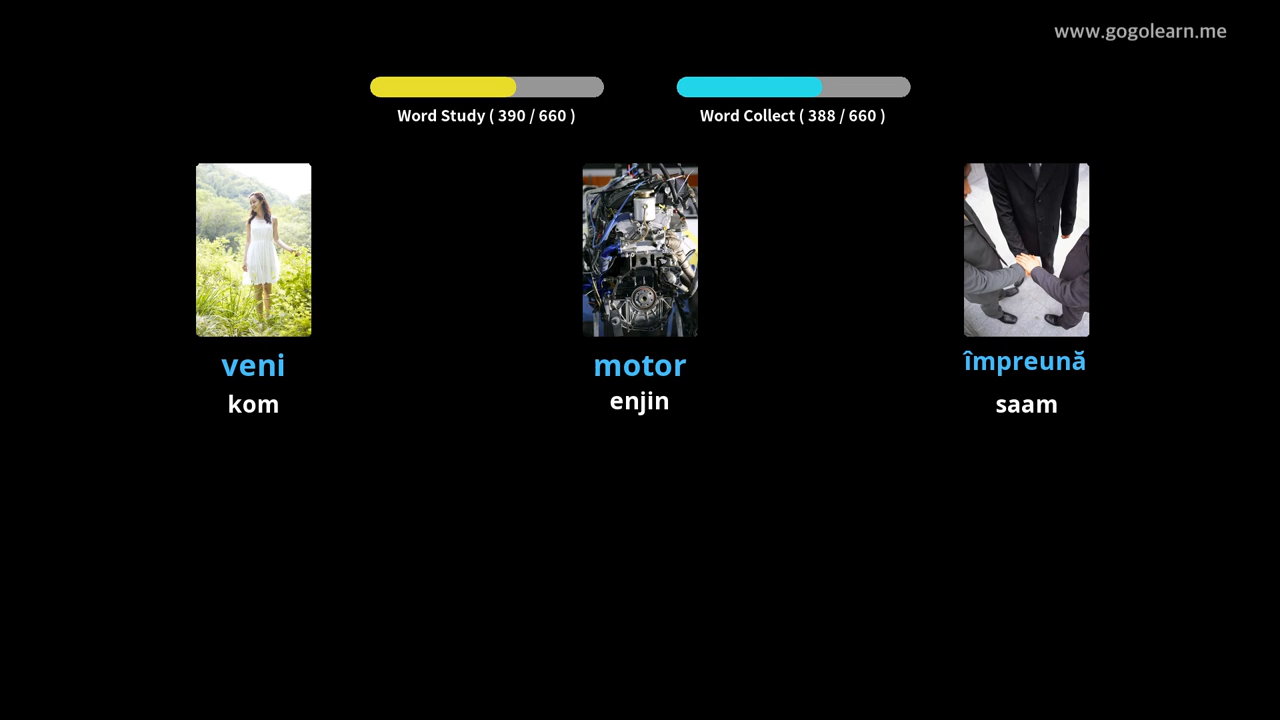 www.gogolearn.me
Word Study ( 390 / 660 )
Word Collect ( 388 / 660 )
veni
kom
motor
enjin
împreună
saam